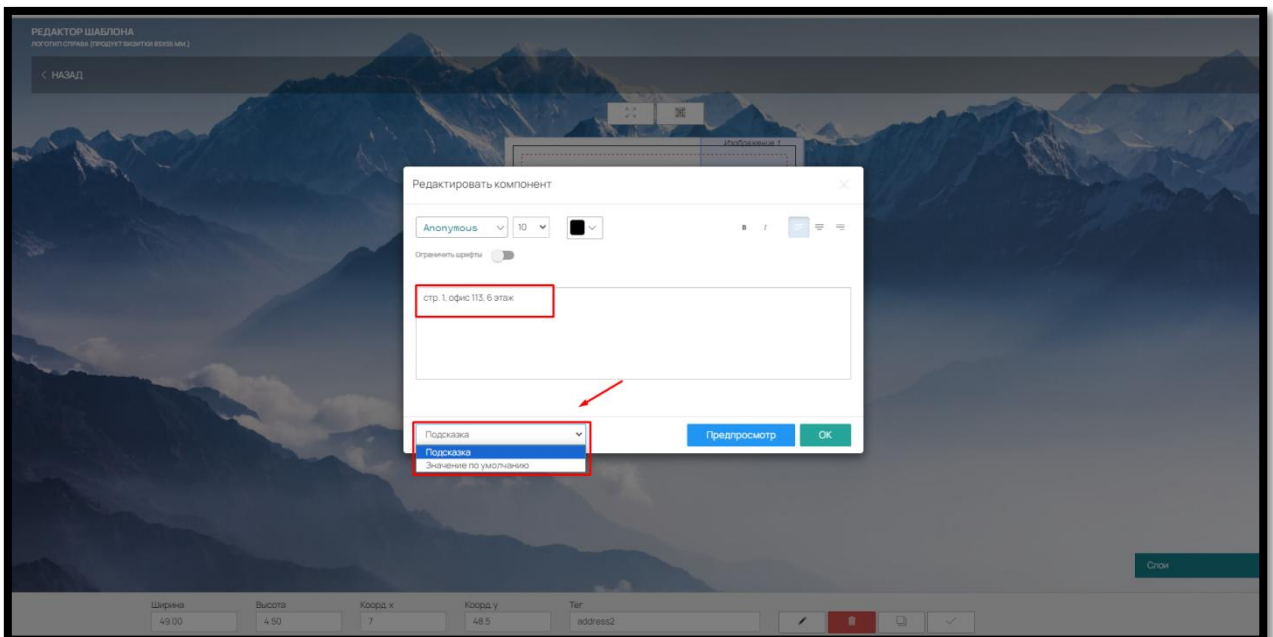 РЕДАКТОР ШАБЛОНА
ЛОГОТИП СПРАВА (ПРОДУКТ ВИЗИТКИ 85X55 ММ.)
< НАЗАД
Изображение 1
Редактировать компонент
Anonymous 10 B I
Ограничить шрифты
стр. 1, офис 113, 6 этаж
Подсказка Предпросмотр OK
Подсказка
Значение по умолчанию
Слои
Ширина Высота Коорд. x Коорд. y Тег
49.00 4.50 7 48.5 address2